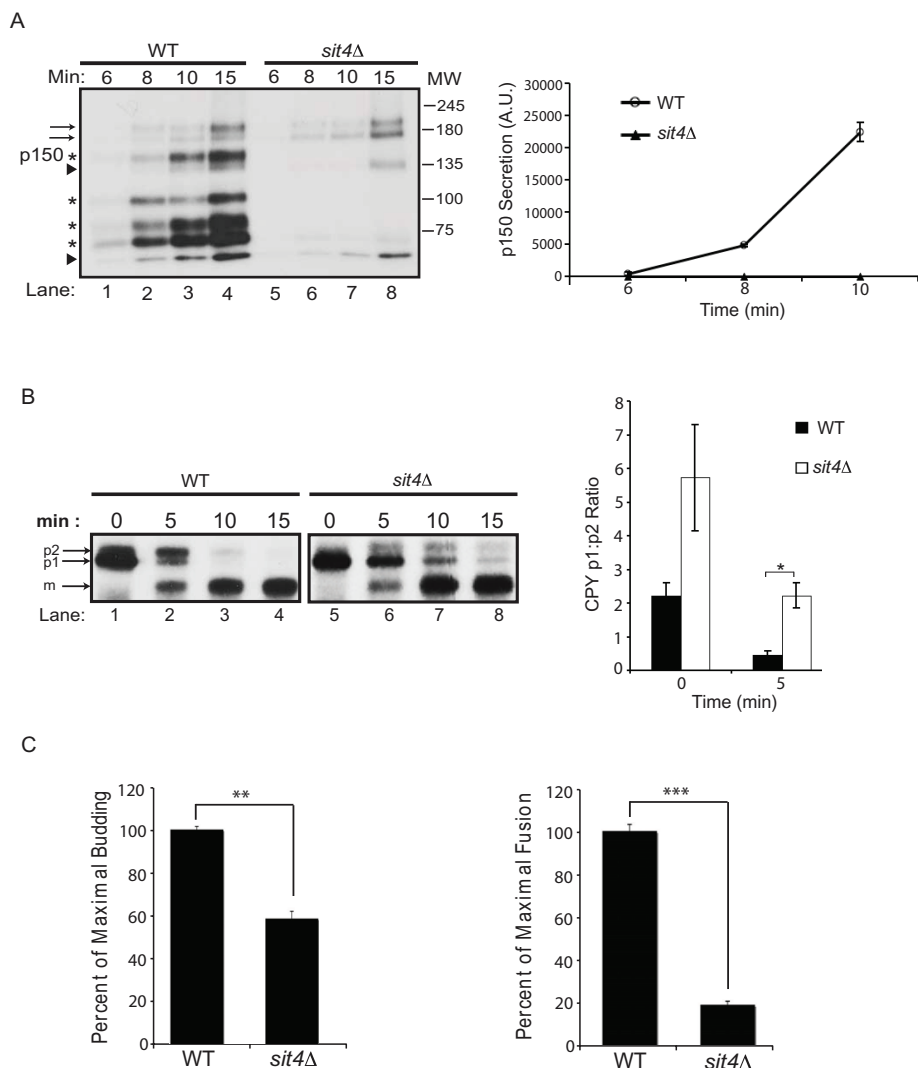 A
WT
sit4Δ
Min: 6 8 10 15 6 8 10 15 MW
245
180
p150 *
135
* 100
* 75
*
Lane: 1 2 3 4 5 6 7 8
p150 Secretion (A.U.)
30000
25000
20000
15000
10000
5000
0
WT
sit4Δ
6 8 10
Time (min)
B
WT
sit4Δ
min : 0 5 10 15 0 5 10 15
p2
p1
m
Lane: 1 2 3 4 5 6 7 8
CPY p1:p2 Ratio
8
7
6
5
4
3
2
1
0
WT
sit4Δ
*
0 5
Time (min)
C
Percent of Maximal Budding
120
100
80
60
40
20
0
**
WT sit4Δ
Percent of Maximal Fusion
120
100
80
60
40
20
0
***
WT sit4Δ